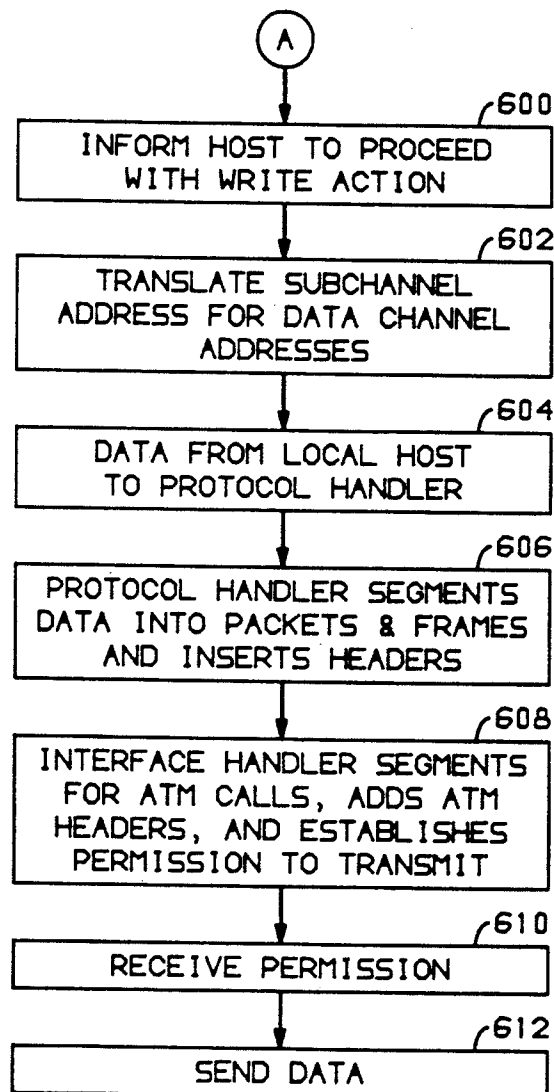 A
600
INFORM HOST TO PROCEED
WITH WRITE ACTION
602
TRANSLATE SUBCHANNEL
ADDRESS FOR DATA CHANNEL
ADDRESSES
604
DATA FROM LOCAL HOST
TO PROTOCOL HANDLER
606
PROTOCOL HANDLER SEGMENTS
DATA INTO PACKETS & FRAMES
AND INSERTS HEADERS
608
INTERFACE HANDLER SEGMENTS
FOR ATM CALLS, ADDS ATM
HEADERS, AND ESTABLISHES
PERMISSION TO TRANSMIT
610
RECEIVE PERMISSION
612
SEND DATA